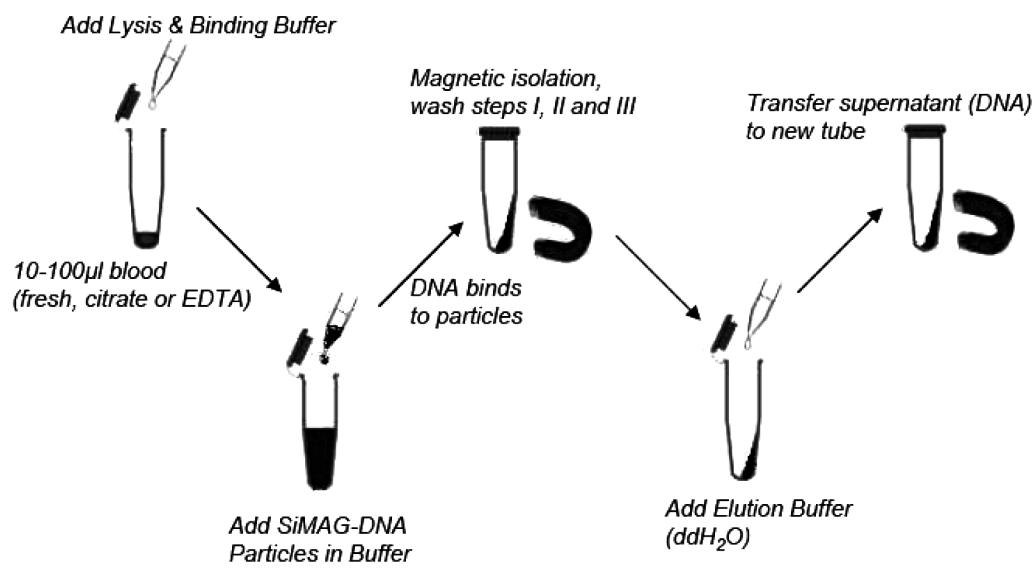 Add Lysis & Binding Buffer
10-100µl blood
(fresh, citrate or EDTA)
Add SiMAG-DNA
Particles in Buffer
Magnetic isolation,
wash steps I, II and III
DNA binds
to particles
Add Elution Buffer
(ddH₂O)
Transfer supernatant (DNA)
to new tube